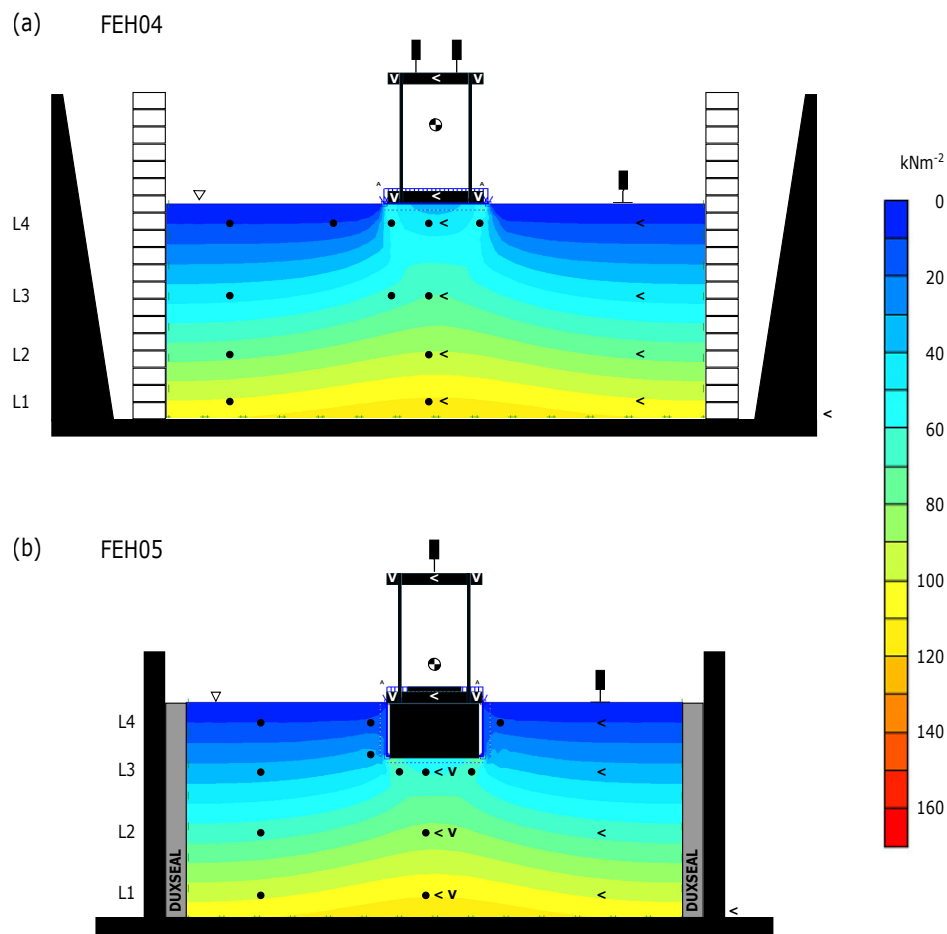 (a) FEH04
V < V
A A
V < V
kNm-2
0
20
40
60
80
100
120
140
160
L4 < <
L3 < <
L2 < <
L1 < <
<
(b) FEH05
V < V
A A
V < V
L4 <
L3 < V <
L2 < V <
L1 < V <
DUXSEAL DUXSEAL
<